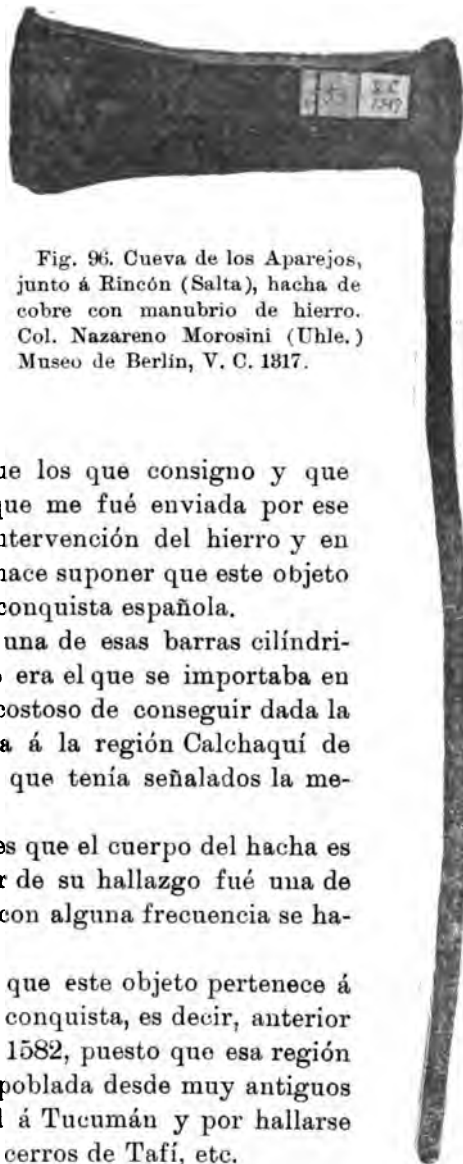 Fig. 96. Cueva de los Aparejos,
junto á Rincón (Salta), hacha de
cobre con manubrio de hierro.
Col. Nazareno Morosini (Uhle.)
Museo de Berlín, V. C. 1317.
los que consigno y que
que me fué enviada por ese
ntervención del hierro y en
hace suponer que este objeto
conquista española.
una de esas barras cilíndri-
era el que se importaba en
costoso de conseguir dada la
á la región Calchaquí de
que tenía señalados la me-
es que el cuerpo del hacha es
de su hallazgo fué una de
con alguna frecuencia se ha-
que este objeto pertenece á
conquista, es decir, anterior
1582, puesto que esa región
poblada desde muy antiguos
á Tucumán y por hallarse
cerros de Tafí, etc.